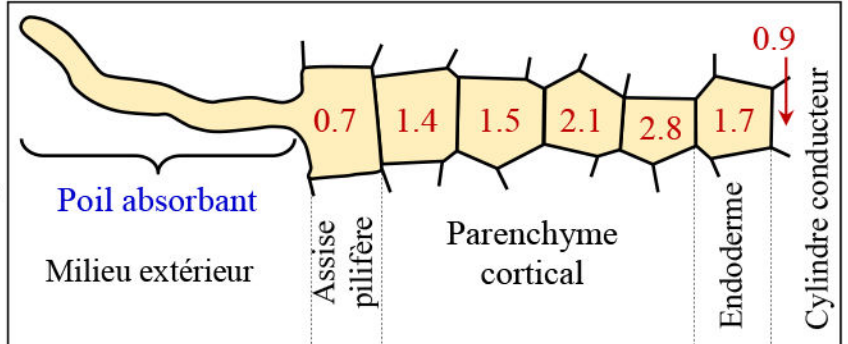 0.9
0.7 1.4 1.5 2.1 2.8 1.7
Poil absorbant
Milieu extérieur
Assise
pilifère
Parenchyme
cortical
Endoderme
Cylindre conducteur